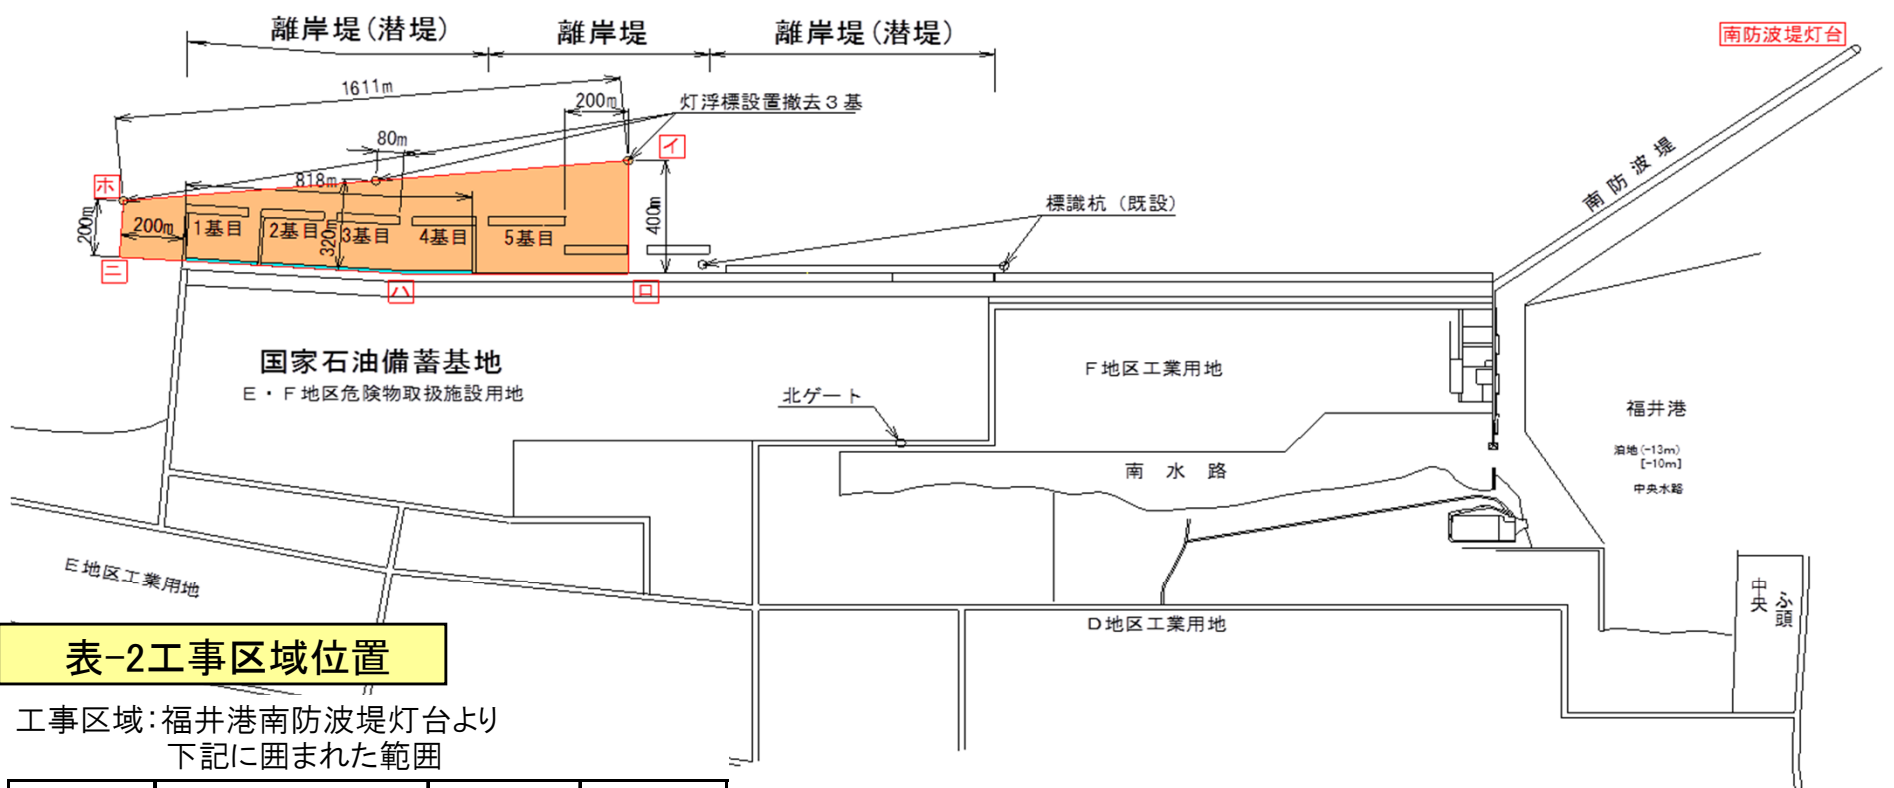 離岸堤(潜堤)
離岸堤
離岸堤(潜堤)
南防波堤灯台
1611m
200m
灯浮標設置撤去3基
80m
イ
ホ
818m
400m
標識杭(既設)
南防波堤
200m
200m
1基目
2基目
320m
3基目
4基目
5基目
ニ
ハ
ロ
国家石油備蓄基地
E・F地区危険物取扱施設用地
F地区工業用地
北ゲート
福井港
泊地(-13m)
[-10m]
中央水路
南水路
E地区工業用地
中央
ふ頭
D地区工業用地
表-2工事区域位置
工事区域:福井港南防波堤灯台より
下記に囲まれた範囲